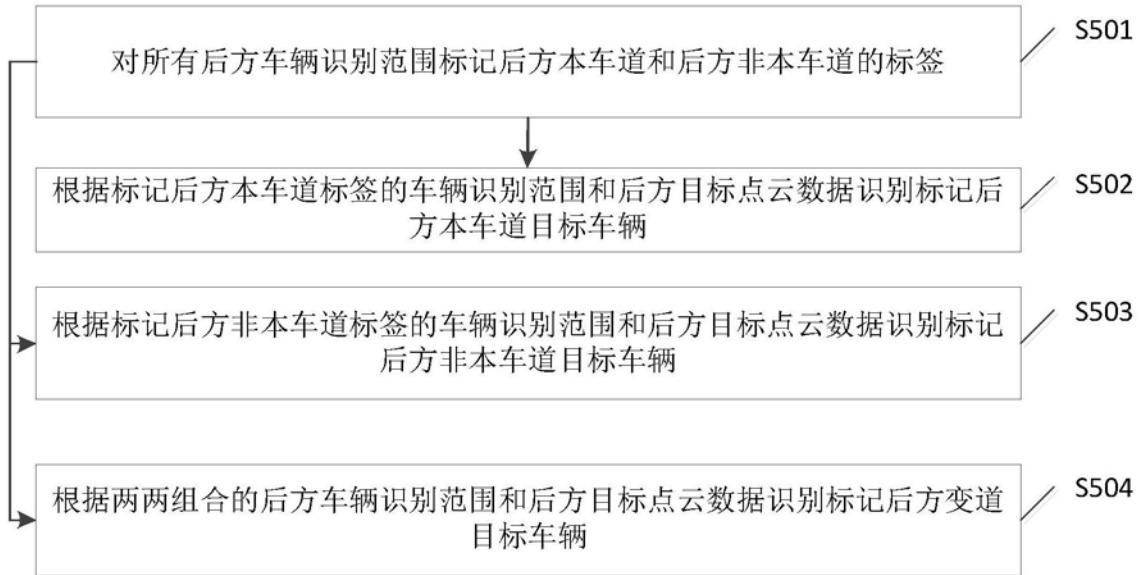 对所有后方车辆识别范围标记后方本车道和后方非本车道的标签
S501
根据标记后方本车道标签的车辆识别范围和后方目标点云数据识别标记后
方本车道目标车辆
S502
根据标记后方非本车道标签的车辆识别范围和后方目标点云数据识别标记
后方非本车道目标车辆
S503
根据两两组合的后方车辆识别范围和后方目标点云数据识别标记后方变道
目标车辆
S504